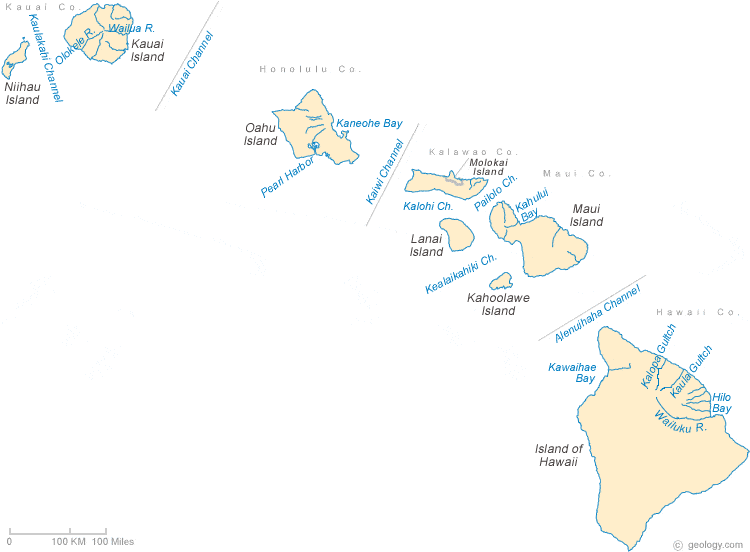 Kauai Co.
Kaulakahi Channel
Olokele R.
Wailua R.
Kauai
Island
Kauai Channel
Niihau
Island
Honolulu Co.
Oahu
Island
Kaneohe Bay
Pearl Harbor
Kaiwi Channel
Kalawao Co.
Molokai
Island
Maui Co.
Kalohi Ch.
Pailolo Ch.
Kahului
Bay
Maui
Island
Lanai
Island
Kealaikahiki Ch.
Kahoolawe
Island
Alenuihaha Channel
Hawaii Co.
Kawaihae
Bay
Kalopa Gultch
Kaula Gultch
Hilo
Bay
Wailuku R.
Island of
Hawaii
0 100 KM 100 Miles
© geology.com